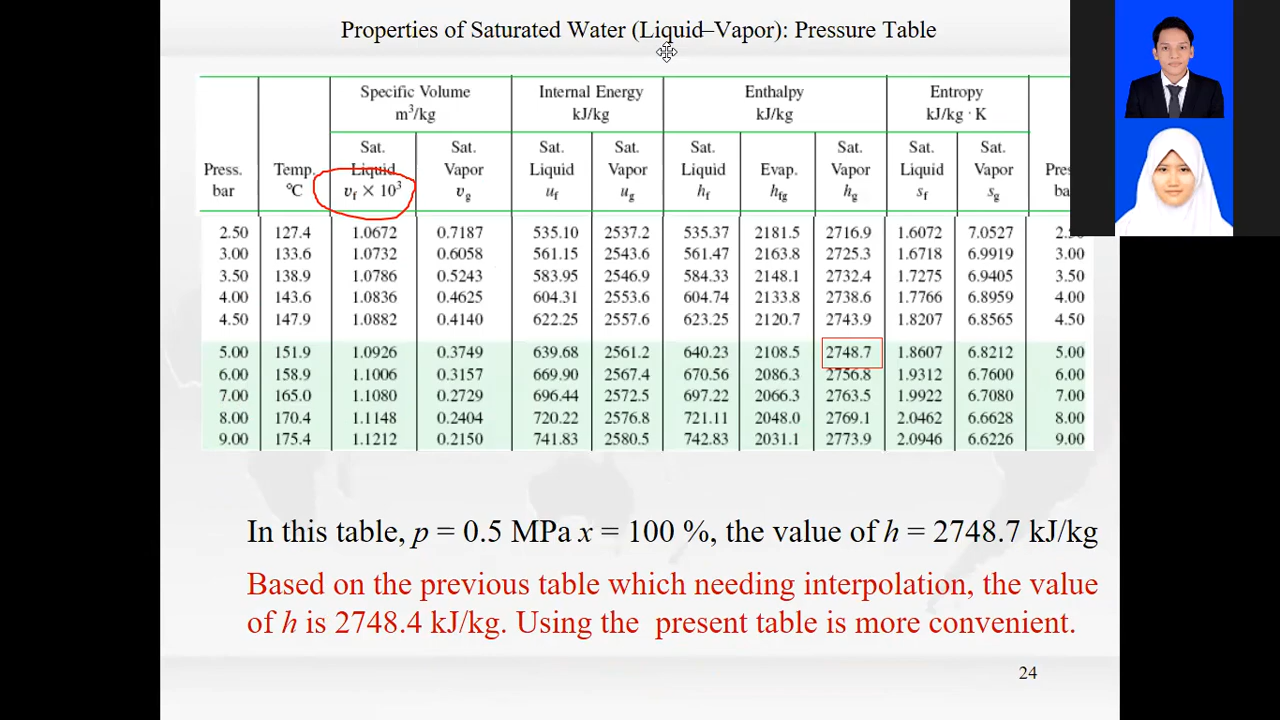 Properties of Saturated Water (Liquid–Vapor): Pressure Table
Specific Volume Internal Energy Enthalpy Entropy
m³/kg kJ/kg kJ/kg kJ/kg · K
Sat. Sat. Sat. Sat. Sat. Sat. Sat. Sat.
Press. Temp. Liquid Vapor Liquid Vapor Liquid Evap. Vapor Liquid Vapor
bar °C vf × 10³ vg uf ug hf hfg hg sf sg
2.50 127.4 1.0672 0.7187 535.10 2537.2 535.37 2181.5 2716.9 1.6072 7.0527
3.00 133.6 1.0732 0.6058 561.15 2543.6 561.47 2163.8 2725.3 1.6718 6.9919 3.00
3.50 138.9 1.0786 0.5243 583.95 2546.9 584.33 2148.1 2732.4 1.7275 6.9405 3.50
4.00 143.6 1.0836 0.4625 604.31 2553.6 604.74 2133.8 2738.6 1.7766 6.8959 4.00
4.50 147.9 1.0882 0.4140 622.25 2557.6 623.25 2120.7 2743.9 1.8207 6.8565 4.50
5.00 151.9 1.0926 0.3749 639.68 2561.2 640.23 2108.5 2748.7 1.8607 6.8212 5.00
6.00 158.9 1.1006 0.3157 669.90 2567.4 670.56 2086.3 2756.8 1.9312 6.7600 6.00
7.00 165.0 1.1080 0.2729 696.44 2572.5 697.22 2066.3 2763.5 1.9922 6.7080 7.00
8.00 170.4 1.1148 0.2404 720.22 2576.8 721.11 2048.0 2769.1 2.0462 6.6628 8.00
9.00 175.4 1.1212 0.2150 741.83 2580.5 742.83 2031.1 2773.9 2.0946 6.6226 9.00
In this table, p = 0.5 MPa x = 100 %, the value of h = 2748.7 kJ/kg
Based on the previous table which needing interpolation, the value
of h is 2748.4 kJ/kg. Using the present table is more convenient.
24